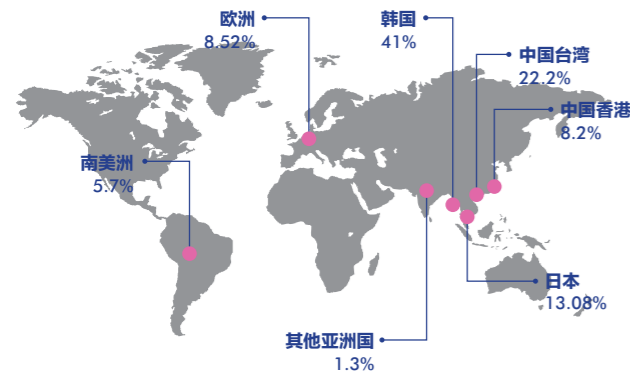 欧洲
8.52%
韩国
41%
中国台湾
22.2%
中国香港
8.2%
南美洲
5.7%
日本
13.08%
其他亚洲国
1.3%